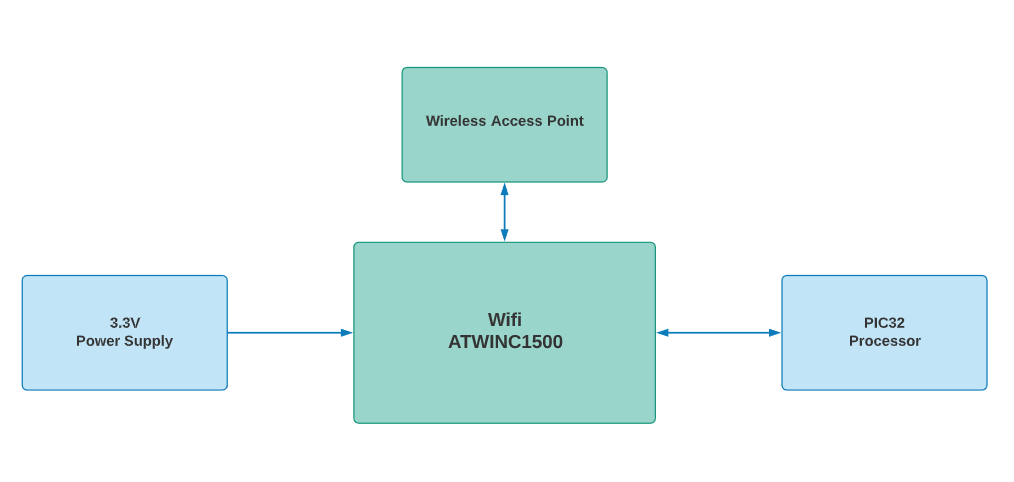 Wireless Access Point
Wifi
ATWINC1500
3.3V
Power Supply
PIC32
Processor